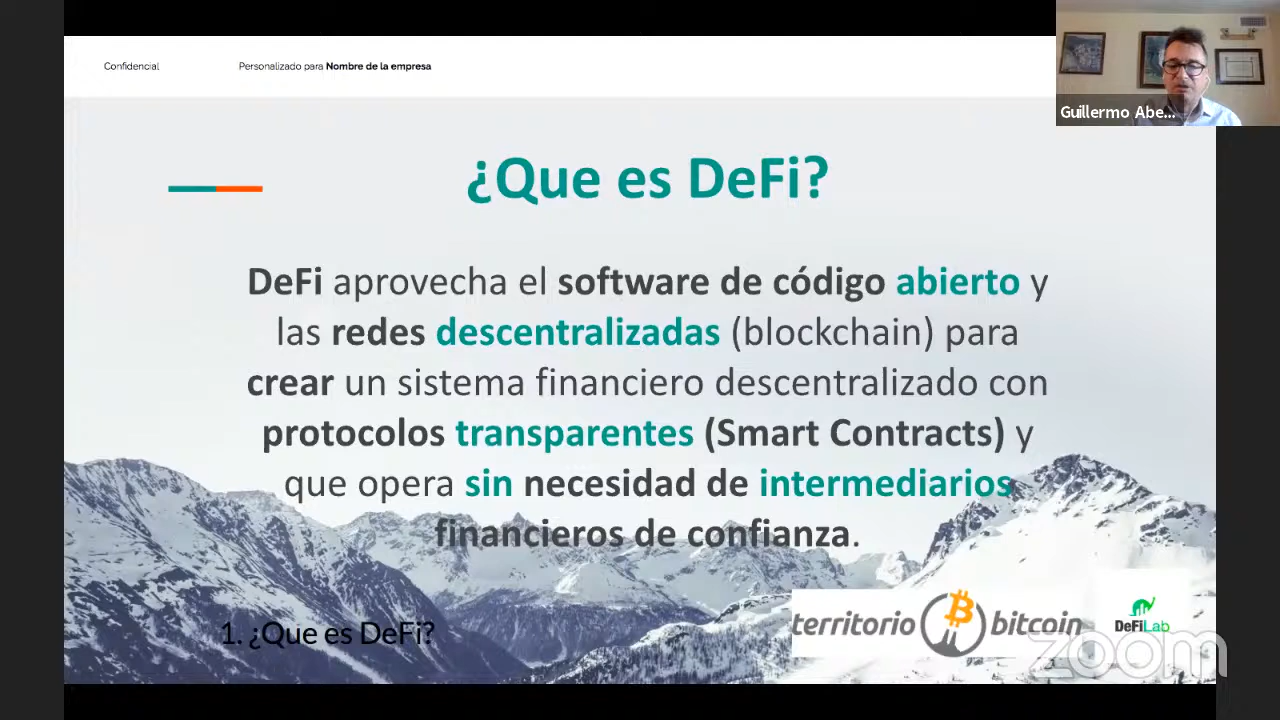 Confidencial
Personalizado para Nombre de la empresa
Guillermo Abe...
¿Que es DeFi?
DeFi aprovecha el software de código abierto y
las redes descentralizadas (blockchain) para
crear un sistema financiero descentralizado con
protocolos transparentes (Smart Contracts) y
que opera sin necesidad de intermediarios
financieros de confianza.
1. ¿Que es DeFi?
territorio bitcoin
DeFiLab
zoom